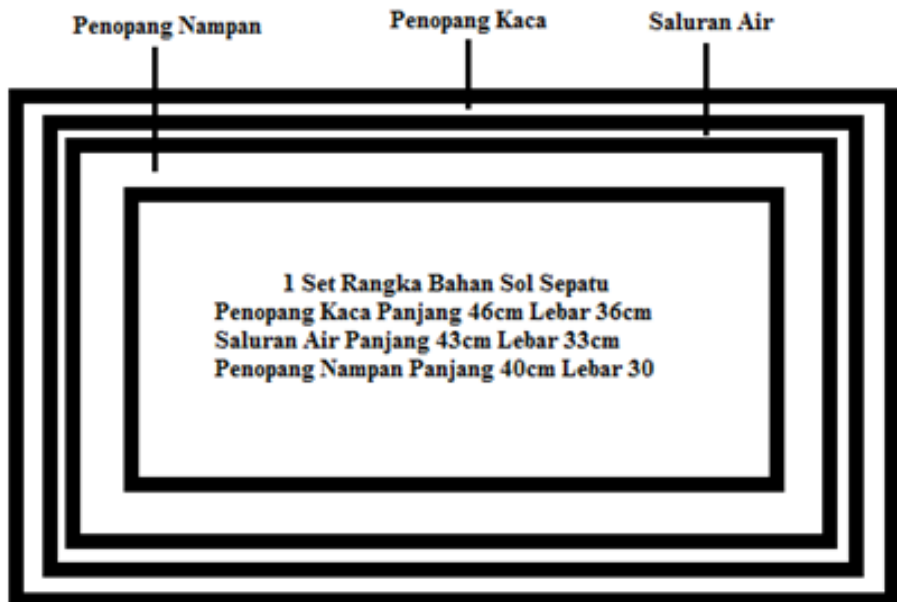 Penopang Nampan
Penopang Kaca
Saluran Air
1 Set Rangka Bahan Sol Sepatu
Penopang Kaca Panjang 46cm Lebar 36cm
Saluran Air Panjang 43cm Lebar 33cm
Penopang Nampan Panjang 40cm Lebar 30